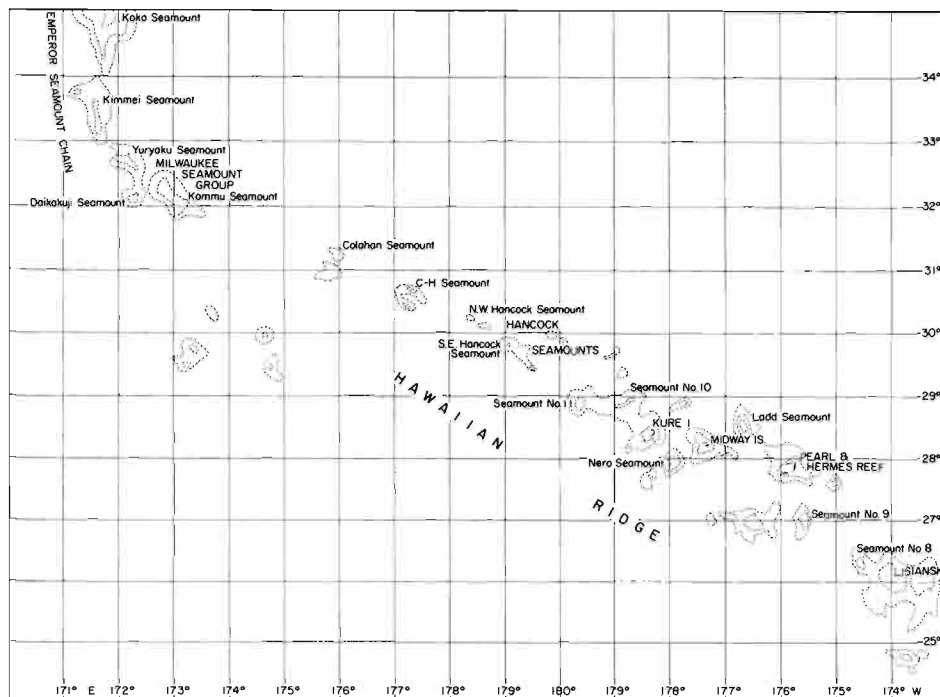 Koko Seamount
EMPEROR SEAMOUNT CHAIN
34°
Kimmei Seamount
33°
Yuryaku Seamount
MILWAUKEE
SEAMOUNT
GROUP
Kammu Seamount
Daikakuji Seamount
32°
Colahan Seamount
31°
C-H Seamount
N.W. Hancock Seamount
HANCOCK
30°
S.E. Hancock
Seamount
SEAMOUNTS
HAWAIIAN
Seamount No. 10
Seamount No. 11
29°
Ladd Seamount
KURE I
MIDWAY IS.
PEARL &
HERMES REEF
Nero Seamount
28°
RIDGE
Seamount No. 9
27°
Seamount No 8
LISIANSK
26°
25°
171° E 172° 173° 174° 175° 176° 177° 178° 179° 180° 179° 178° 177° 176° 175° 174° W